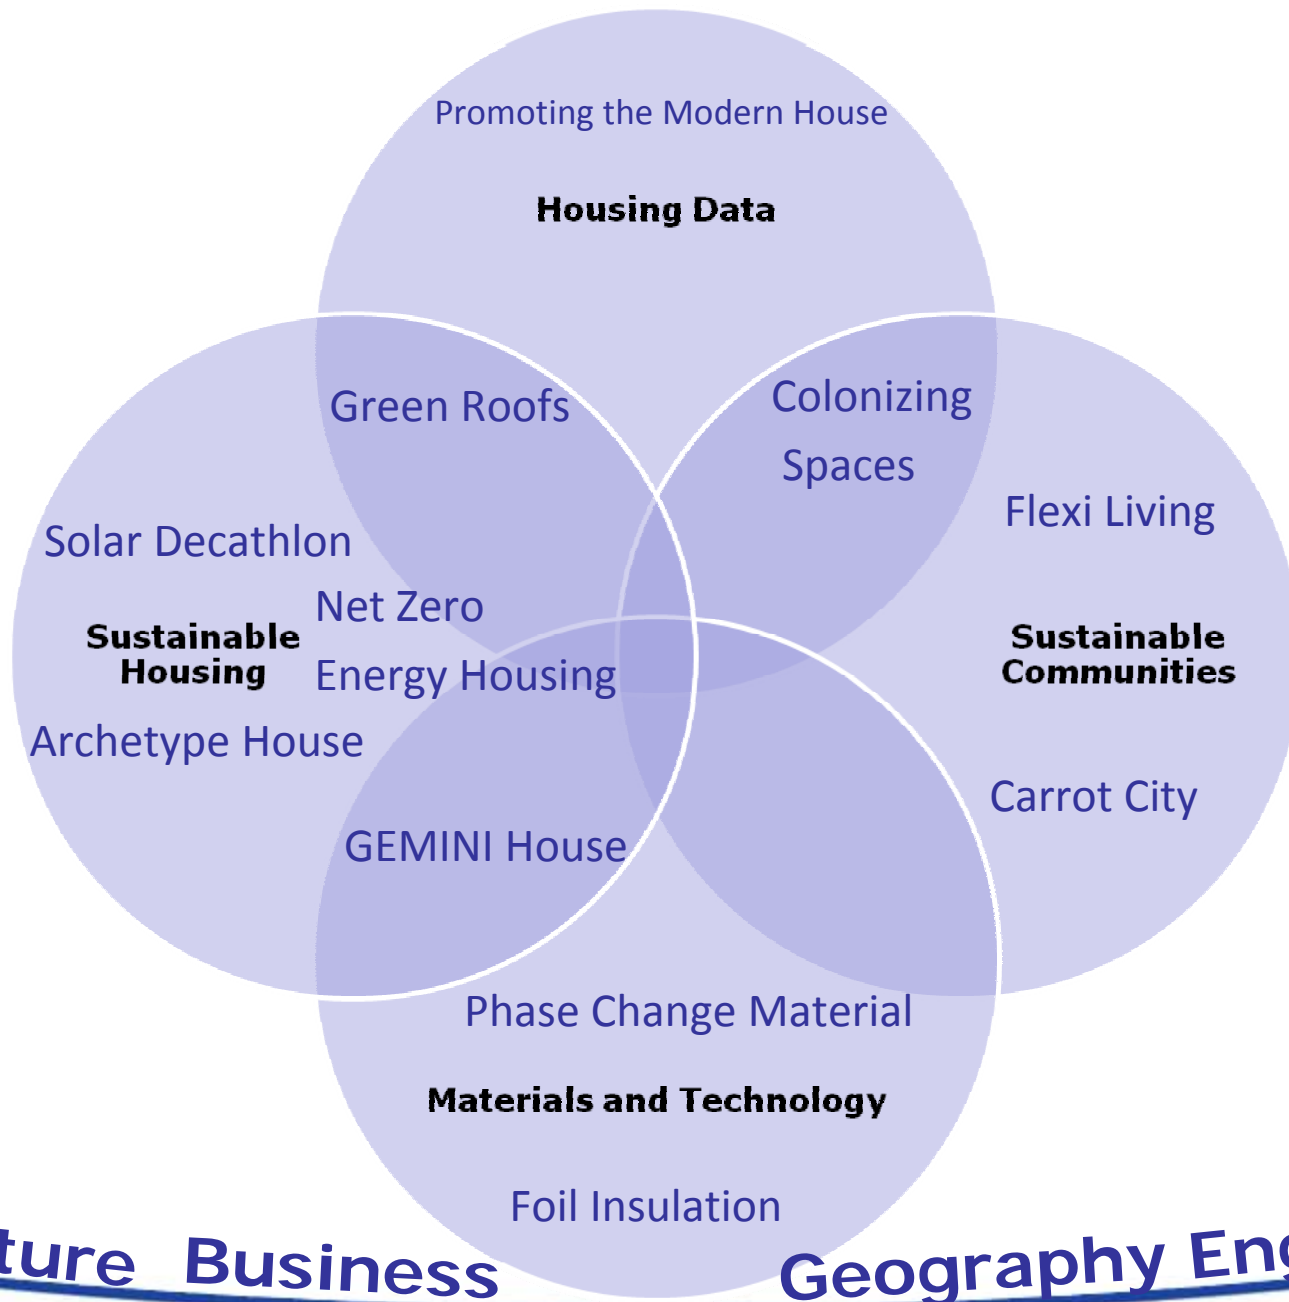 Promoting the Modern House
Housing Data
Green Roofs
Colonizing
Spaces
Flexi Living
Solar Decathlon
Net Zero
Energy Housing
Sustainable
Housing
Sustainable
Communities
Archetype House
Carrot City
GEMINI House
Phase Change Material
Materials and Technology
Foil Insulation
ture Business Geography Eng